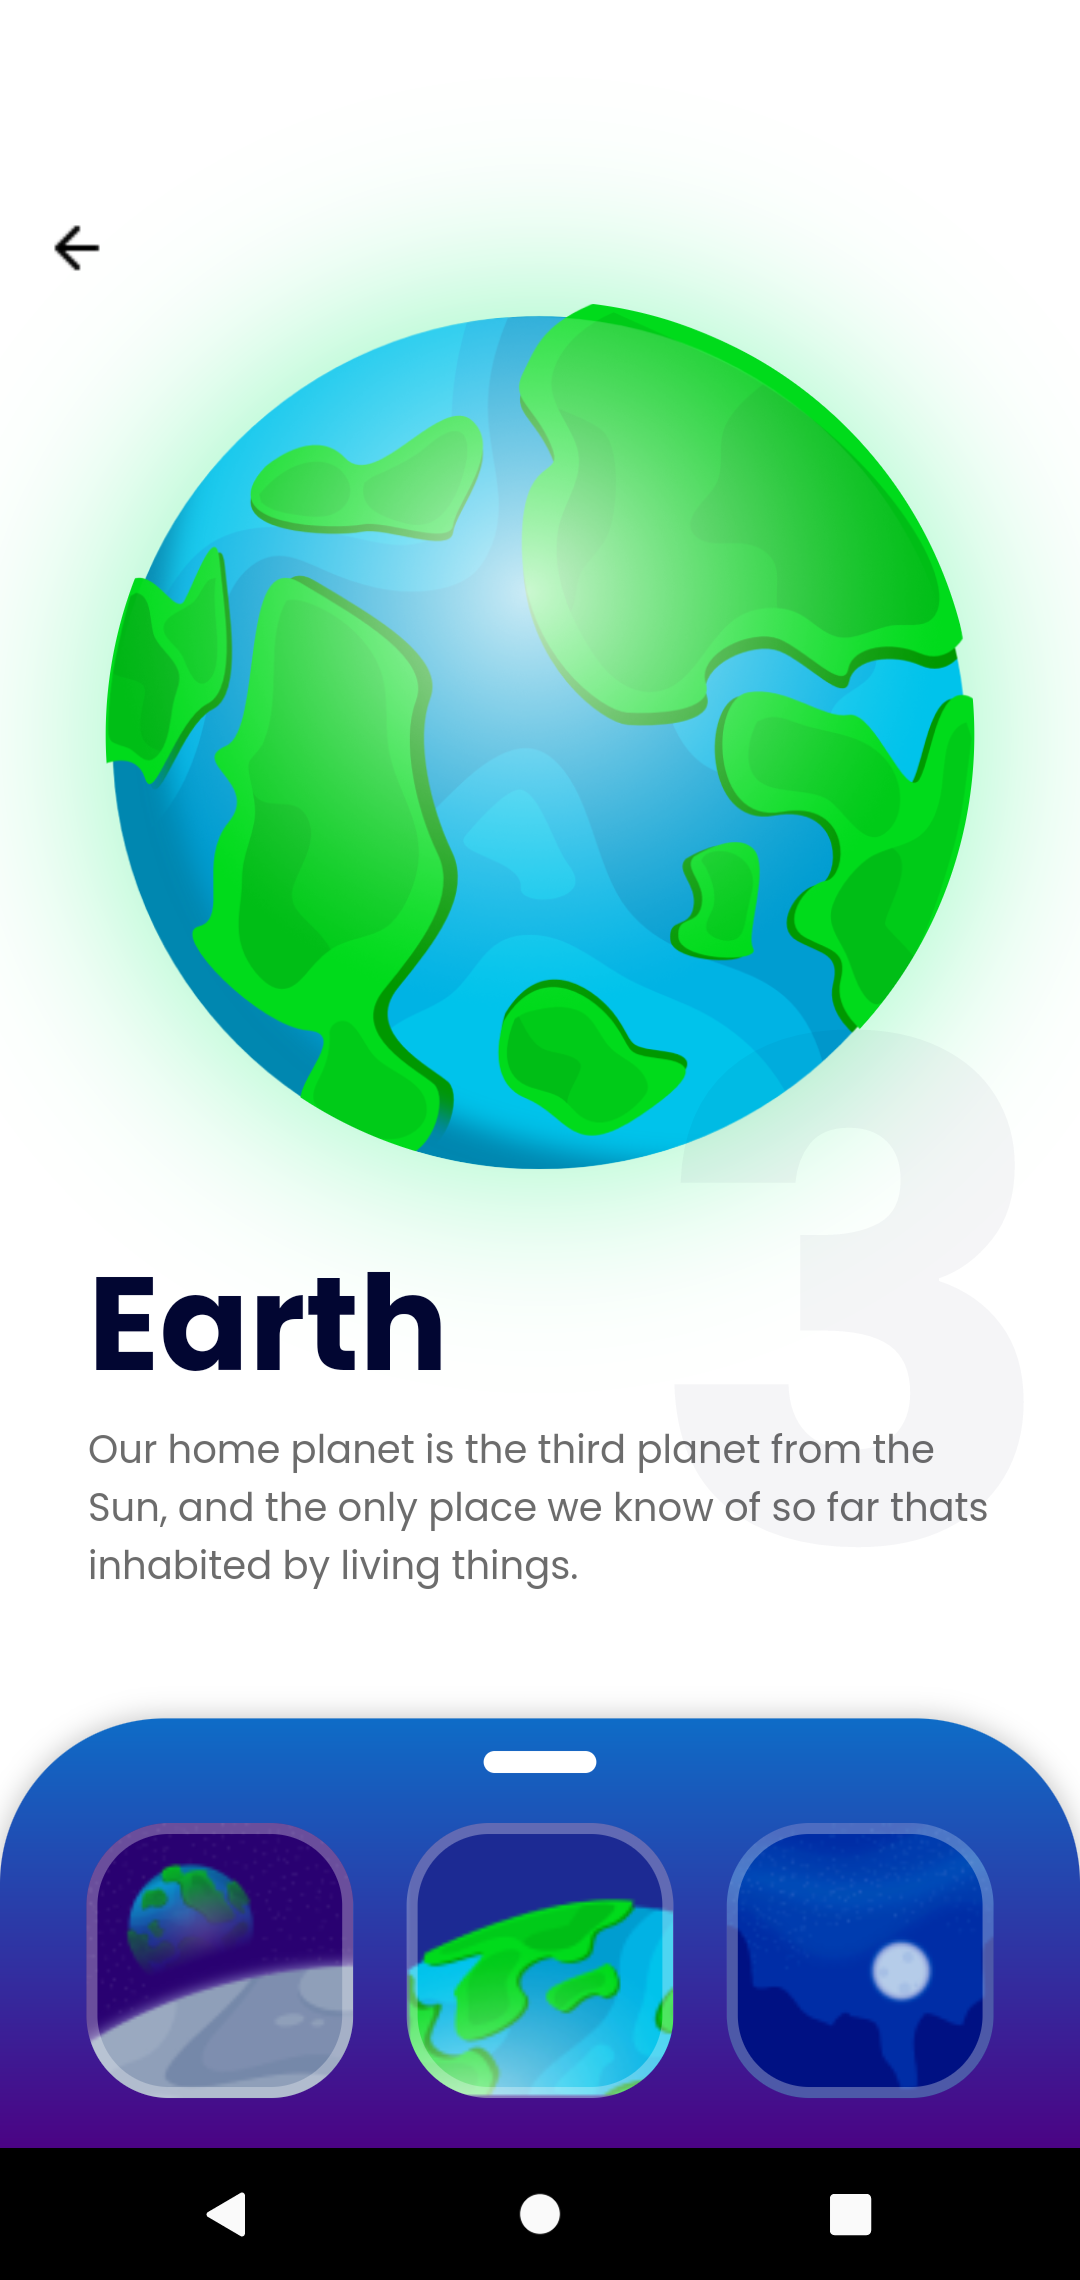 3
Earth
Our home planet is the third planet from the
Sun, and the only place we know of so far thats
inhabited by living things.